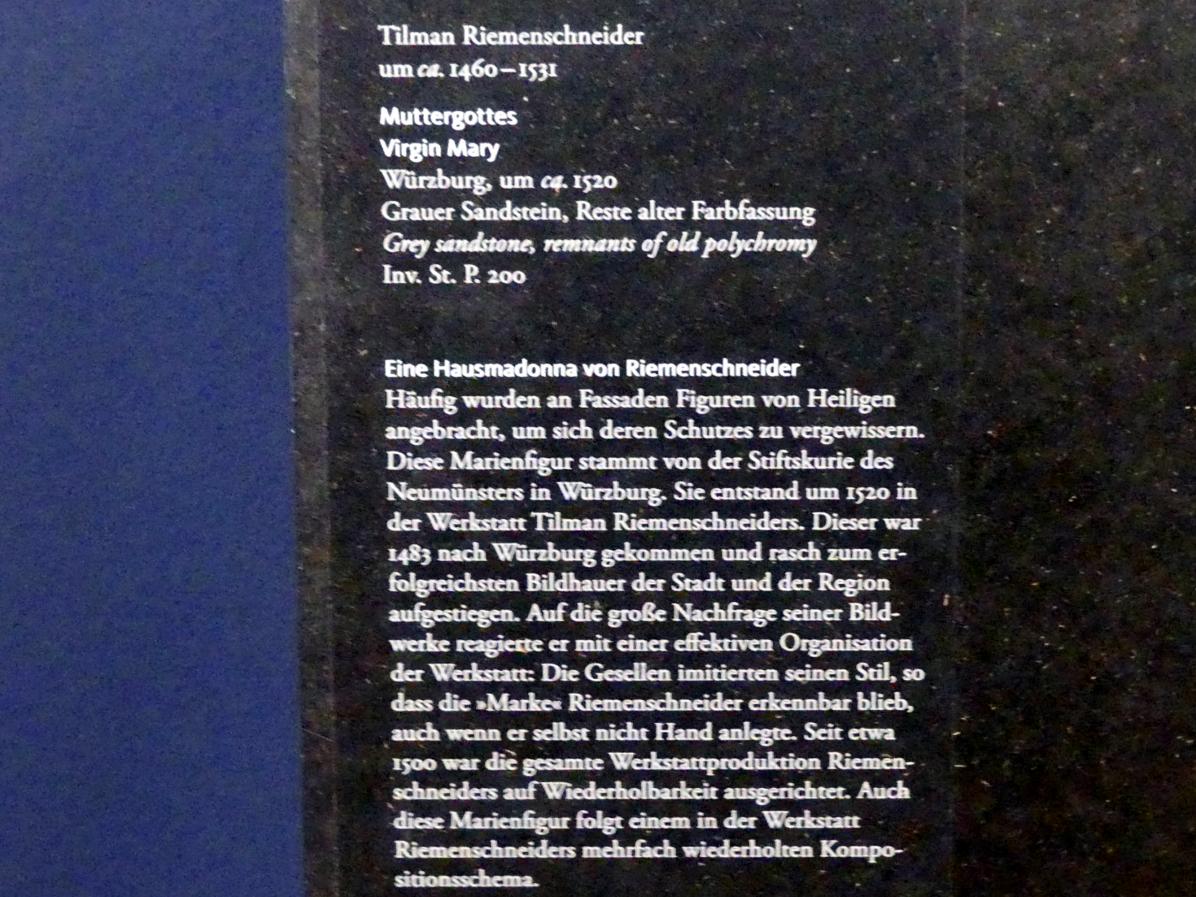 Tilman Riemenschneider
um ca. 1460–1531
Muttergottes
Virgin Mary
Würzburg, um ca. 1520
Grauer Sandstein, Reste alter Farbfassung
Grey sandstone, remnants of old polychromy
Inv. St. P. 200
Eine Hausmadonna von Riemenschneider
Häufig wurden an Fassaden Figuren von Heiligen
angebracht, um sich deren Schutzes zu vergewissern.
Diese Marienfigur stammt von der Stiftskurie des
Neumünsters in Würzburg. Sie entstand um 1520 in
der Werkstatt Tilman Riemenschneiders. Dieser war
1483 nach Würzburg gekommen und rasch zum er-
folgreichsten Bildhauer der Stadt und der Region
aufgestiegen. Auf die große Nachfrage seiner Bild-
werke reagierte er mit einer effektiven Organisation
der Werkstatt: Die Gesellen imitierten seinen Stil, so
dass die »Marke« Riemenschneider erkennbar blieb,
auch wenn er selbst nicht Hand anlegte. Seit etwa
1500 war die gesamte Werkstattproduktion Riemen-
schneiders auf Wiederholbarkeit ausgerichtet. Auch
diese Marienfigur folgt einem in der Werkstatt
Riemenschneiders mehrfach wiederholten Kompo-
sitionsschema.